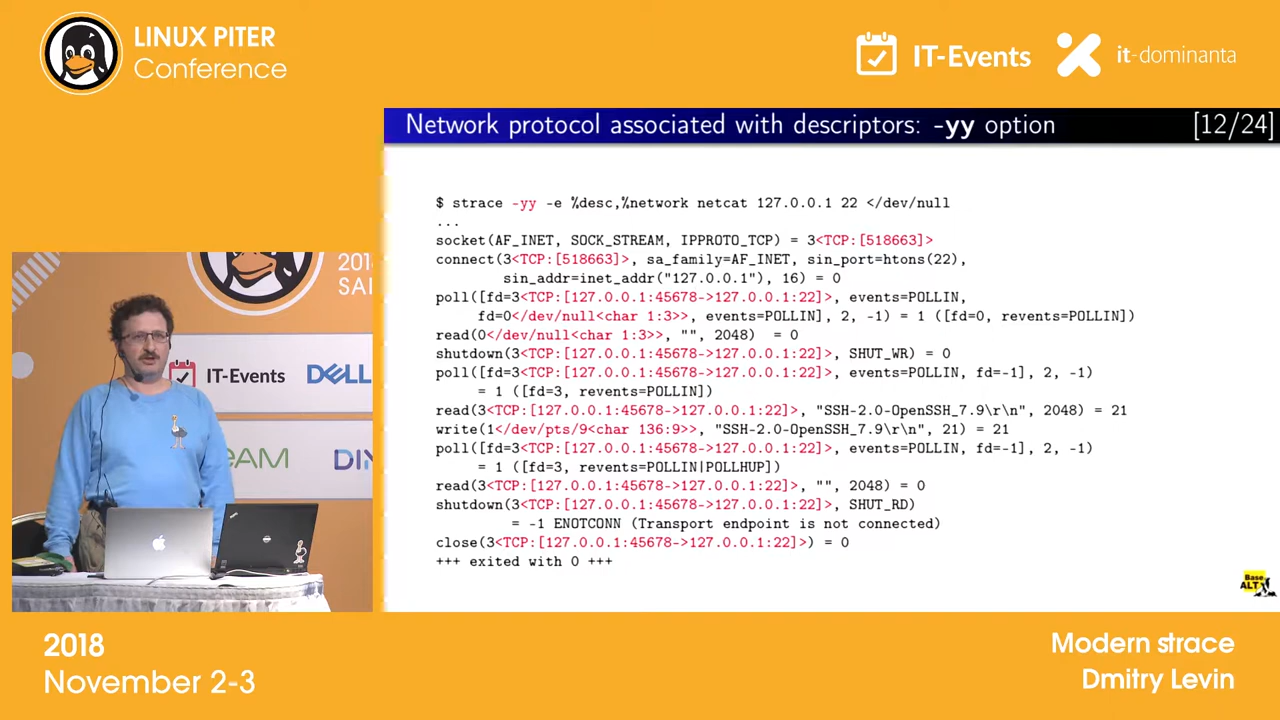 LINUX PITER
Conference
IT-Events
it-dominanta
Network protocol associated with descriptors: -yy option [12/24]
$ strace -yy -e %desc,%network netcat 127.0.0.1 22 </dev/null
...
socket(AF_INET, SOCK_STREAM, IPPROTO_TCP) = 3<TCP:[518663]>
connect(3<TCP:[518663]>, sa_family=AF_INET, sin_port=htons(22),
sin_addr=inet_addr("127.0.0.1"), 16) = 0
poll([fd=3<TCP:[127.0.0.1:45678->127.0.0.1:22]>, events=POLLIN,
fd=0</dev/null<char 1:3>>, events=POLLIN], 2, -1) = 1 ([fd=0, revents=POLLIN])
read(0</dev/null<char 1:3>>, "", 2048) = 0
shutdown(3<TCP:[127.0.0.1:45678->127.0.0.1:22]>, SHUT_WR) = 0
poll([fd=3<TCP:[127.0.0.1:45678->127.0.0.1:22]>, events=POLLIN, fd=-1], 2, -1)
= 1 ([fd=3, revents=POLLIN])
read(3<TCP:[127.0.0.1:45678->127.0.0.1:22]>, "SSH-2.0-OpenSSH_7.9\r\n", 2048) = 21
write(1</dev/pts/9<char 136:9>>, "SSH-2.0-OpenSSH_7.9\r\n", 21) = 21
poll([fd=3<TCP:[127.0.0.1:45678->127.0.0.1:22]>, events=POLLIN, fd=-1], 2, -1)
= 1 ([fd=3, revents=POLLIN|POLLHUP])
read(3<TCP:[127.0.0.1:45678->127.0.0.1:22]>, "", 2048) = 0
shutdown(3<TCP:[127.0.0.1:45678->127.0.0.1:22]>, SHUT_RD)
= -1 ENOTCONN (Transport endpoint is not connected)
close(3<TCP:[127.0.0.1:45678->127.0.0.1:22]>) = 0
+++ exited with 0 +++
Base
ALT
201
SA
IT-Events
DELL
2018
November 2-3
Modern strace
Dmitry Levin